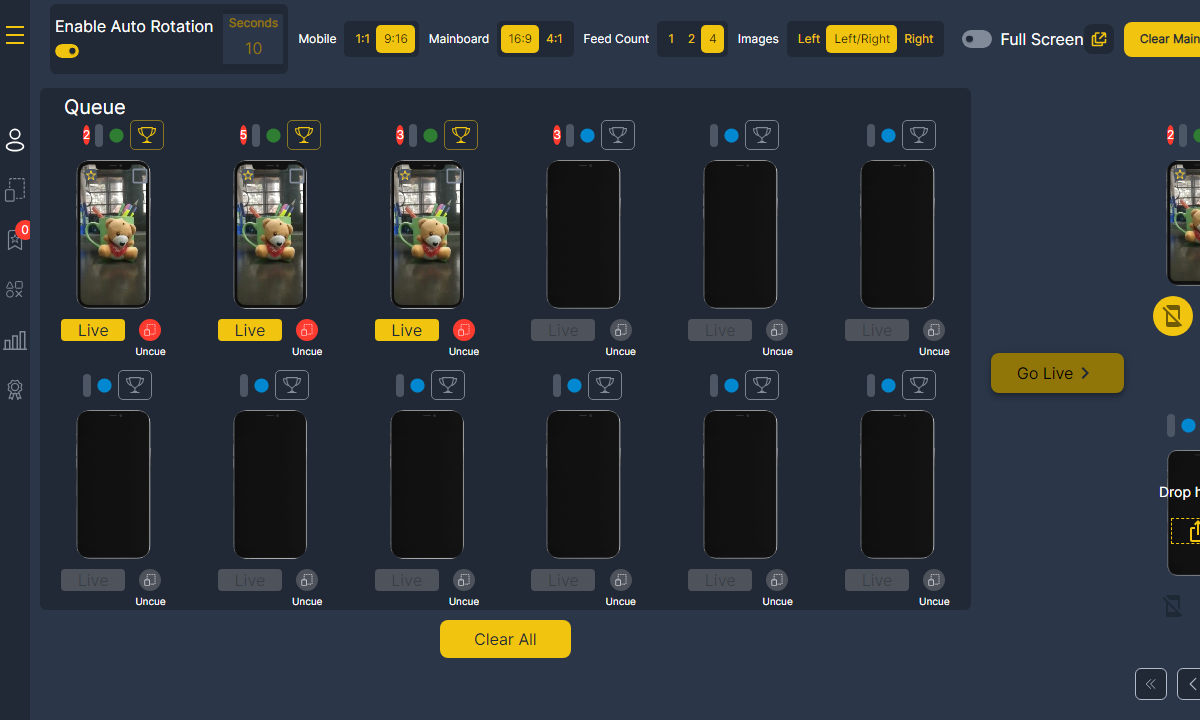 Enable Auto Rotation
Seconds
10
Mobile 1:1 9:16 Mainboard 16:9 4:1 Feed Count 1 2 4 Images Left Left/Right Right Full Screen Clear Main
0
Queue
2 5 3 3 2
Live Live Live Live Live Live
Uncue Uncue Uncue Uncue Uncue Uncue
Go Live
Drop h
Live Live Live Live Live Live
Uncue Uncue Uncue Uncue Uncue Uncue
Clear All